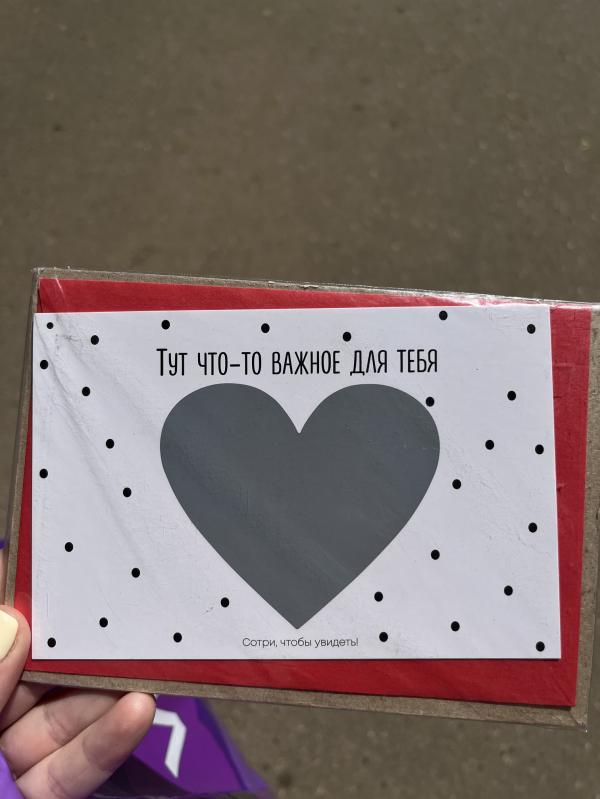 Тут что-то важное для тебя
Сотри, чтобы увидеть!